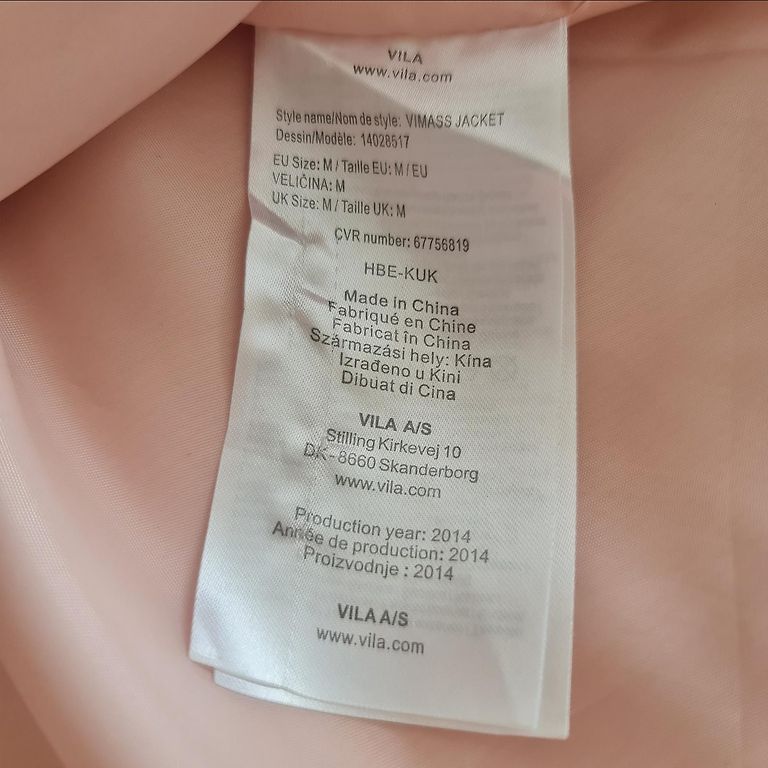 VILA
www.vila.com
Style name/Nom de style: VIMASS JACKET
Dessin/Modèle: 14028517
EU Size: M / Taille EU: M / EU
VELIČINA: M
UK Size: M / Taille UK: M
CVR number: 67756819
HBE-KUK
Made in China
Fabriqué en Chine
Fabricat în China
Származási hely: Kína
Izrađeno u Kini
Dibuat di Cina
VILA A/S
Stilling Kirkevej 10
DK - 8660 Skanderborg
www.vila.com
Production year: 2014
Année de production: 2014
Proizvodnje : 2014
VILA A/S
www.vila.com